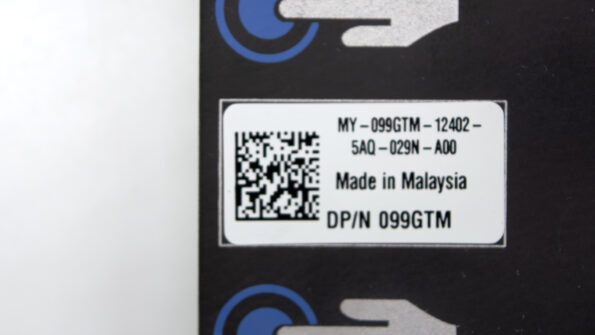 MY-099GTM-12402-
5AQ-029N-A00
Made in Malaysia
DP/N 099GTM